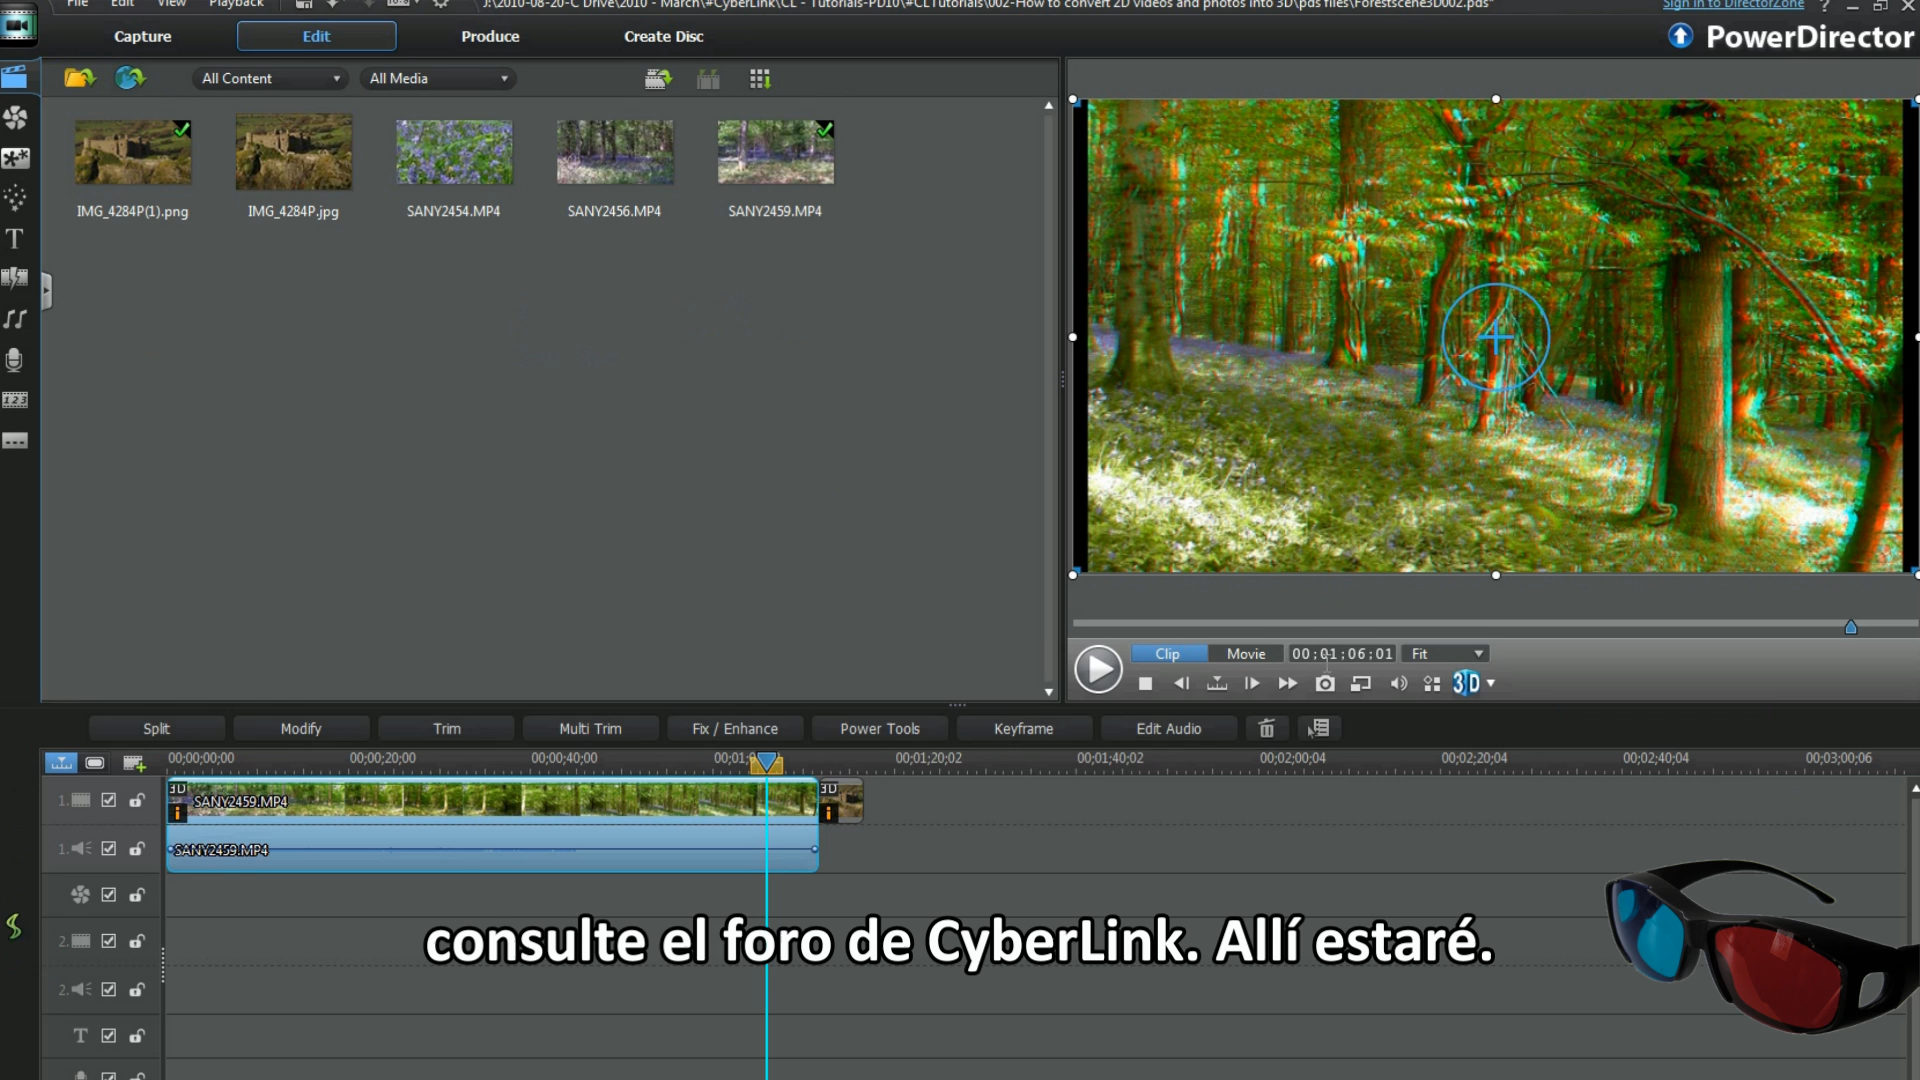 File Edit View Playback J:\2010-08-20-C Drive\2010 - March\#CyberLink\CL - Tutorials-PD10\#CLTutorials\002-How to convert 2D videos and photos into 3D\pds files\Forestscene3D002.pds* Sign in to DirectorZone ?
Capture Edit Produce Create Disc PowerDirector
All Content All Media
IMG_4284P(1).png IMG_4284P.jpg SANY2454.MP4 SANY2456.MP4 SANY2459.MP4
T
123
Clip Movie 00;01;06;01 Fit
3D
Split Modify Trim Multi Trim Fix / Enhance Power Tools Keyframe Edit Audio
00;00;00;00 00;00;20;00 00;00;40;00 00;01;20;02 00;01;40;02 00;02;00;04 00;02;20;04 00;02;40;04 00;03;00;06
1. 3D i SANY2459.MP4 3D i
1. SANY2459.MP4
2.
consulte el foro de CyberLink. Allí estaré.
2.
T